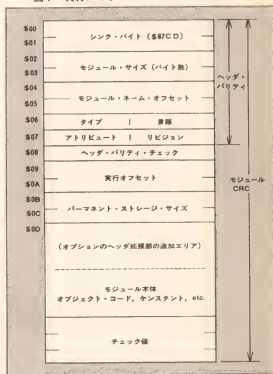 $00
$01
シンク・バイト ($87CD)
$02
$03
モジュール・サイズ (バイト数)
$04
$05
モジュール・ネーム・オフセット
$06
タイプ | 言語
$07
アトリビュート | リビジョン
$08
ヘッダ・パリティ・チェック
$09
$0A
実行オフセット
$0B
$0C
パーマネント・ストレージ・サイズ
$0D
(オプションのヘッダ拡張部の追加エリア)
モジュール本体
オブジェクト・コード, ケンスタント, etc.
チェック値
ヘッダ・
パリティ
モジュール
CRC